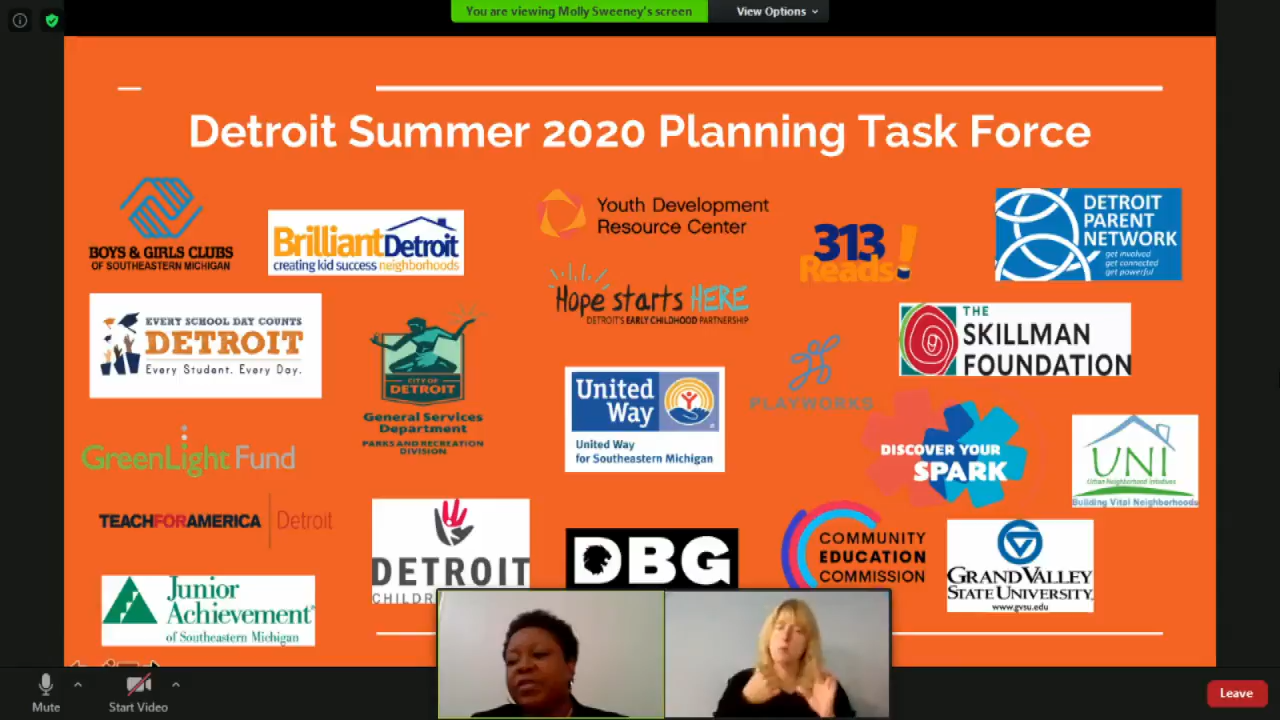 You are viewing Molly Sweeney's screen
View Options
Detroit Summer 2020 Planning Task Force
BOYS & GIRLS CLUBS
OF SOUTHEASTERN MICHIGAN
BrilliantDetroit
creating kid success neighborhoods
Youth Development
Resource Center
313
Reads!
DETROIT
PARENT
NETWORK
get involved
get connected
get powerful
EVERY SCHOOL DAY COUNTS
DETROIT
Every Student. Every Day.
CITY OF
DETROIT
General Services
Department
PARKS AND RECREATION
DIVISION
Hope starts HERE
DETROIT'S EARLY CHILDHOOD PARTNERSHIP
THE
SKILLMAN
FOUNDATION
United
Way
United Way
for Southeastern Michigan
PLAYWORKS
DISCOVER YOUR
SPARK
UNI
Urban Neighborhood Initiatives
Building Vital Neighborhoods
GreenLight Fund
TEACHFORAMERICA Detroit
DETROIT
DBG
COMMUNITY
EDUCATION
COMMISSION
GRAND VALLEY
STATE UNIVERSITY
www.gvsu.edu
Junior
Achievement
of Southeastern Michigan
Mute
Start Video
Leave